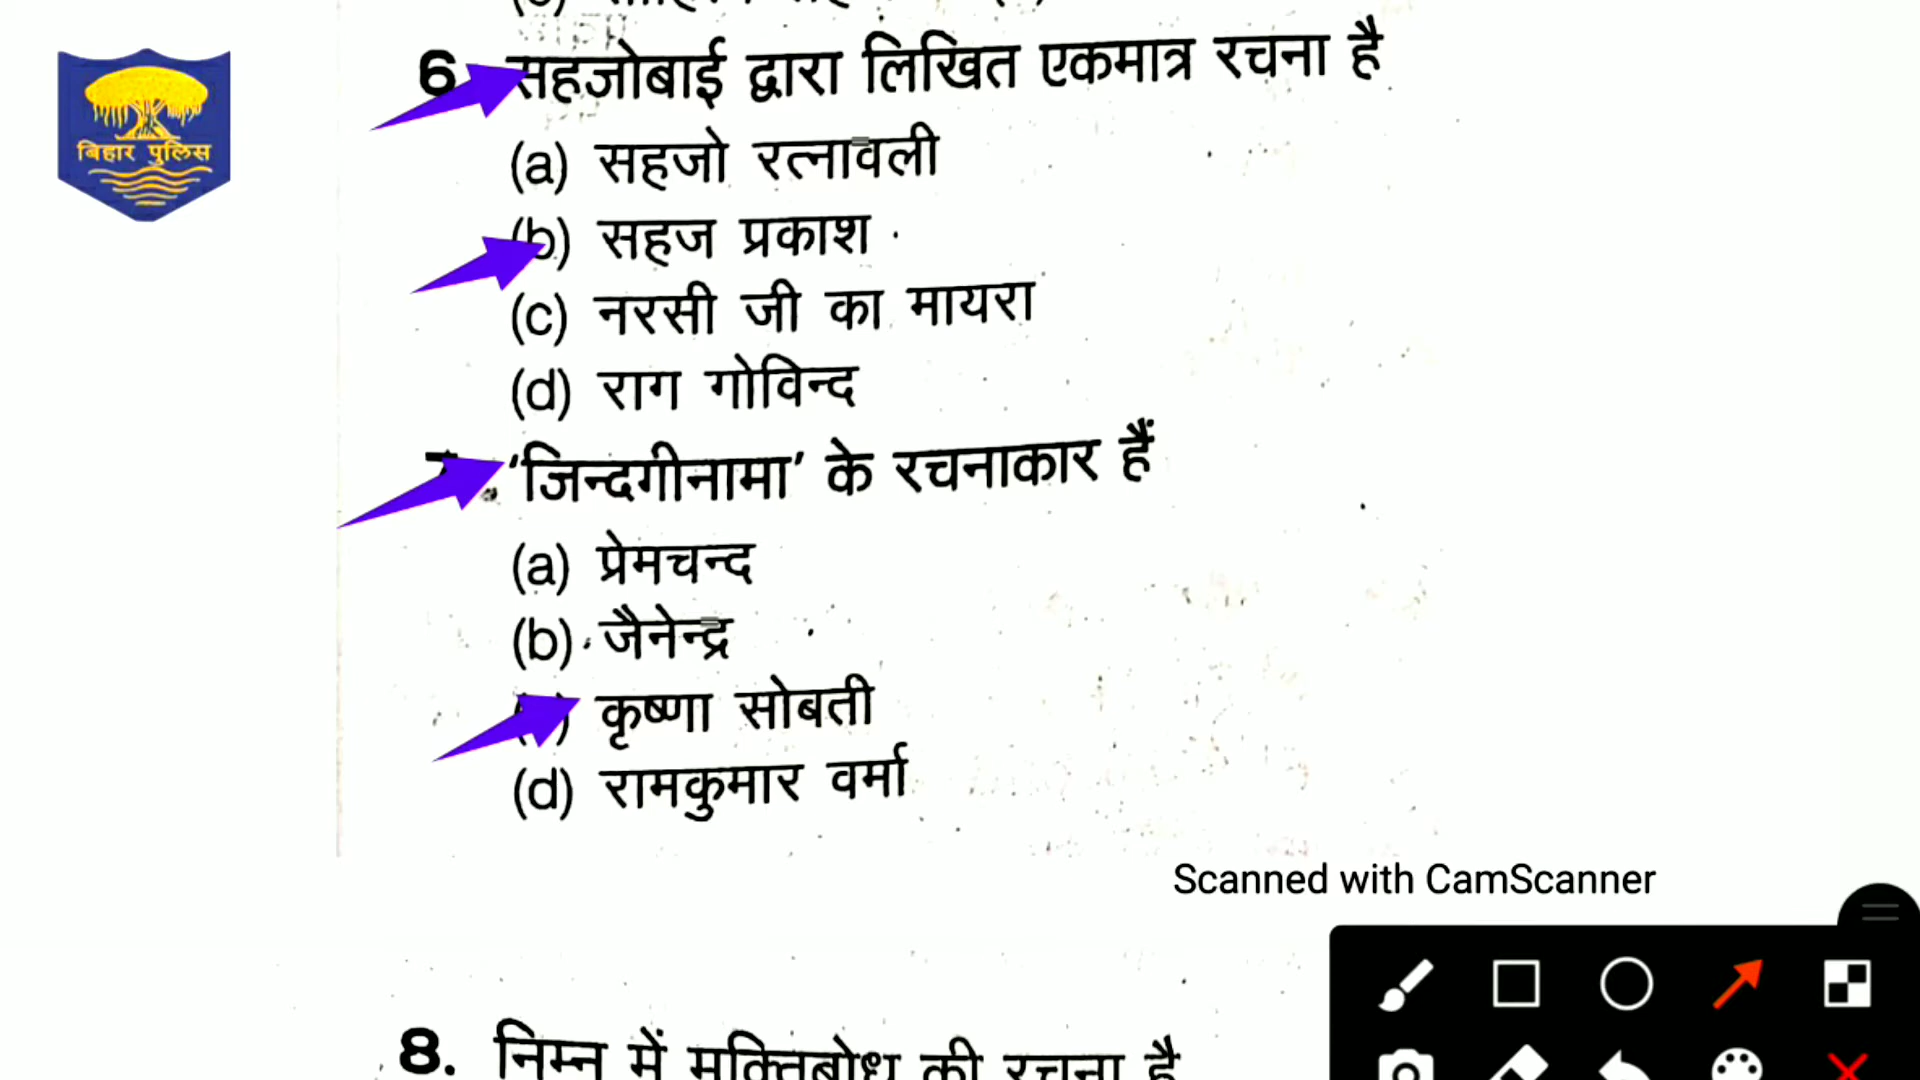 बिहार पुलिस
6. सहजोबाई द्वारा लिखित एकमात्र रचना है
(a) सहजो रत्नावली
(b) सहज प्रकाश
(c) नरसी जी का मायरा
(d) राग गोविन्द
'जिन्दगीनामा' के रचनाकार हैं
(a) प्रेमचन्द
(b) जैनेन्द्र
कृष्णा सोबती
(d) रामकुमार वर्मा
Scanned with CamScanner
8. निम्न में मुक्तिबोध की रचना है